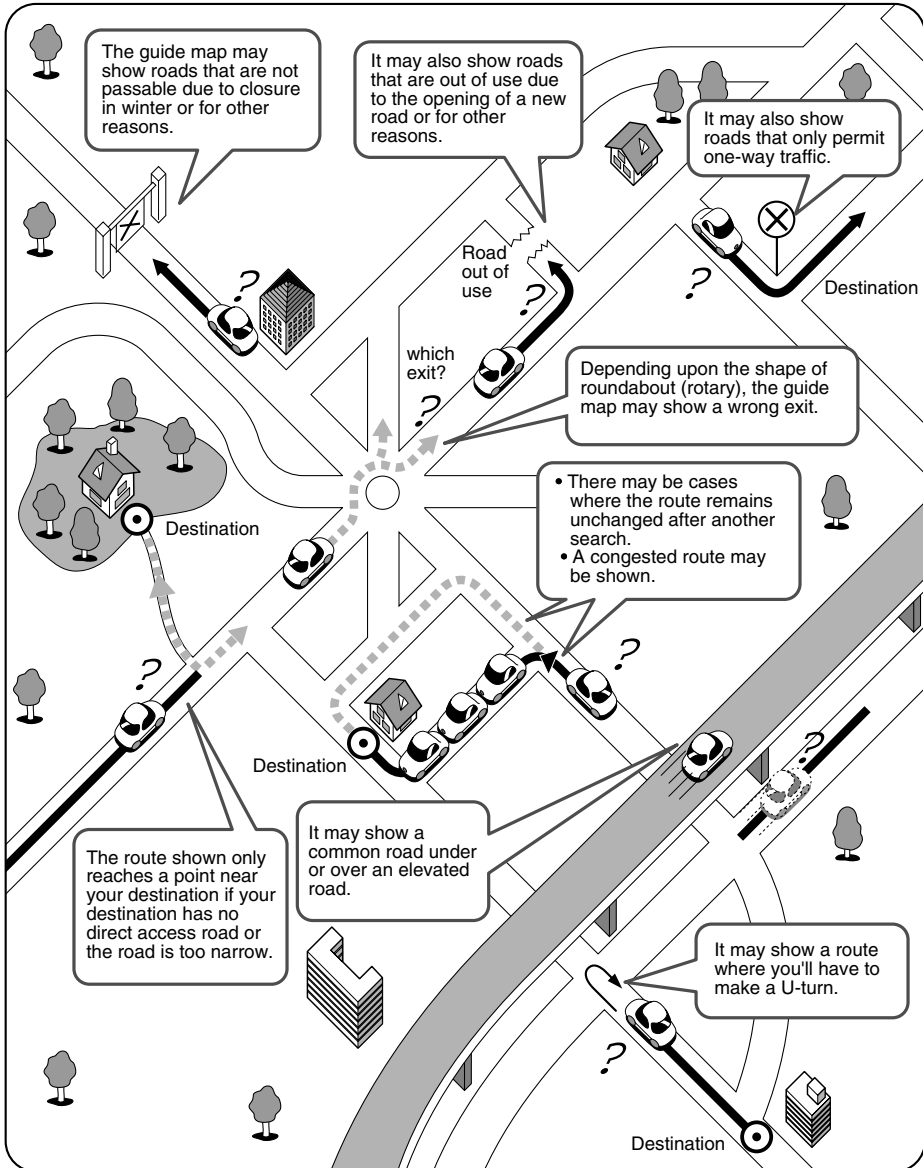 The guide map may
show roads that are not
passable due to closure
in winter or for other
reasons.
It may also show roads
that are out of use due
to the opening of a new
road or for other
reasons.
It may also show
roads that only permit
one-way traffic.
Road
out of
use
?
?
?
Destination
which
exit?
?
Depending upon the shape of
roundabout (rotary), the guide
map may show a wrong exit.
• There may be cases
where the route remains
unchanged after another
search.
• A congested route may
be shown.
Destination
?
?
?
Destination
The route shown only
reaches a point near
your destination if your
destination has no
direct access road or
the road is too narrow.
It may show a
common road under
or over an elevated
road.
It may show a route
where you'll have to
make a U-turn.
?
Destination